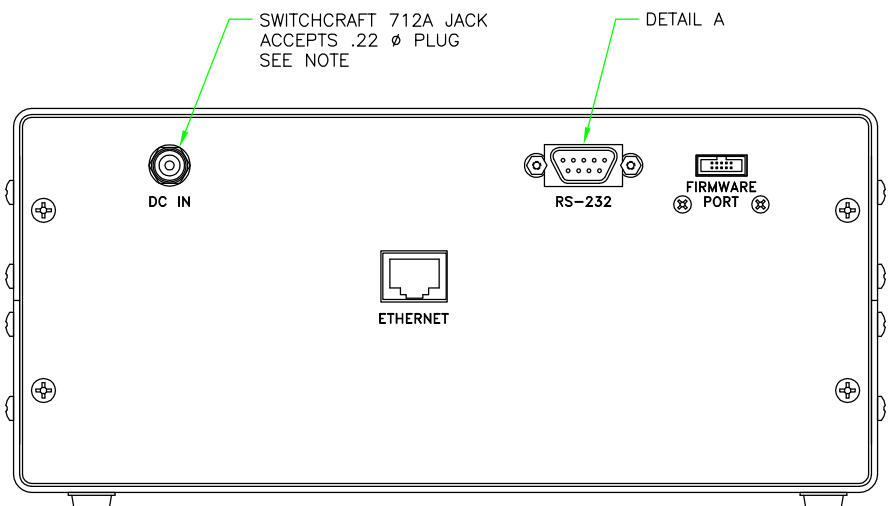 SWITCHCRAFT 712A JACK
ACCEPTS .22 ø PLUG
SEE NOTE
DETAIL A
DC IN
RS-232
FIRMWARE
PORT
ETHERNET